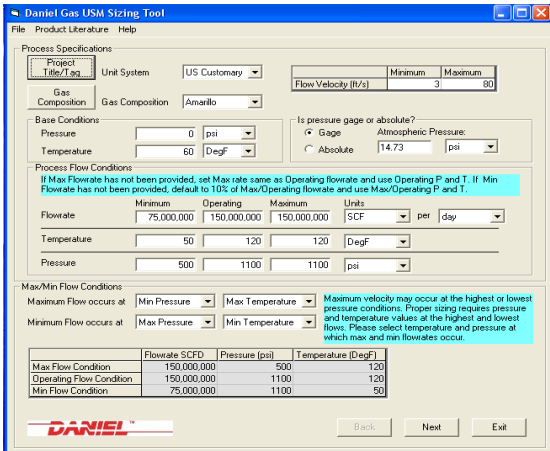 Daniel Gas USM Sizing Tool
File Product Literature Help
Process Specifications
Project Title/Tag
Unit System US Customary
Minimum Maximum
Flow Velocity (ft/s) 3 80
Gas Composition
Gas Composition Amarillo
Base Conditions
Pressure 0 psi
Temperature 60 DegF
Is pressure gage or absolute?
Gage
Absolute
Atmospheric Pressure:
14.73 psi
Process Flow Conditions
If Max Flowrate has not been provided, set Max rate same as Operating flowrate and use Operating P and T. If Min
Flowrate has not been provided, default to 10% of Max/Operating flowrate and use Max/Operating P and T.
Minimum Operating Maximum Units
Flowrate 75,000,000 150,000,000 150,000,000 SCF per day
Temperature 50 120 120 DegF
Pressure 500 1100 1100 psi
Max/Min Flow Conditions
Maximum Flow occurs at Min Pressure Max Temperature
Minimum Flow occurs at Max Pressure Min Temperature
Maximum velocity may occur at the highest or lowest
pressure conditions. Proper sizing requires pressure
and temperature values at the highest and lowest
flows. Please select temperature and pressure at
which max and min flowrates occur.
Flowrate SCFD Pressure (psi) Temperature (DegF)
Max Flow Condition 150,000,000 500 120
Operating Flow Condition 150,000,000 1100 120
Min Flow Condition 75,000,000 1100 50
DANIEL™
Back Next Exit